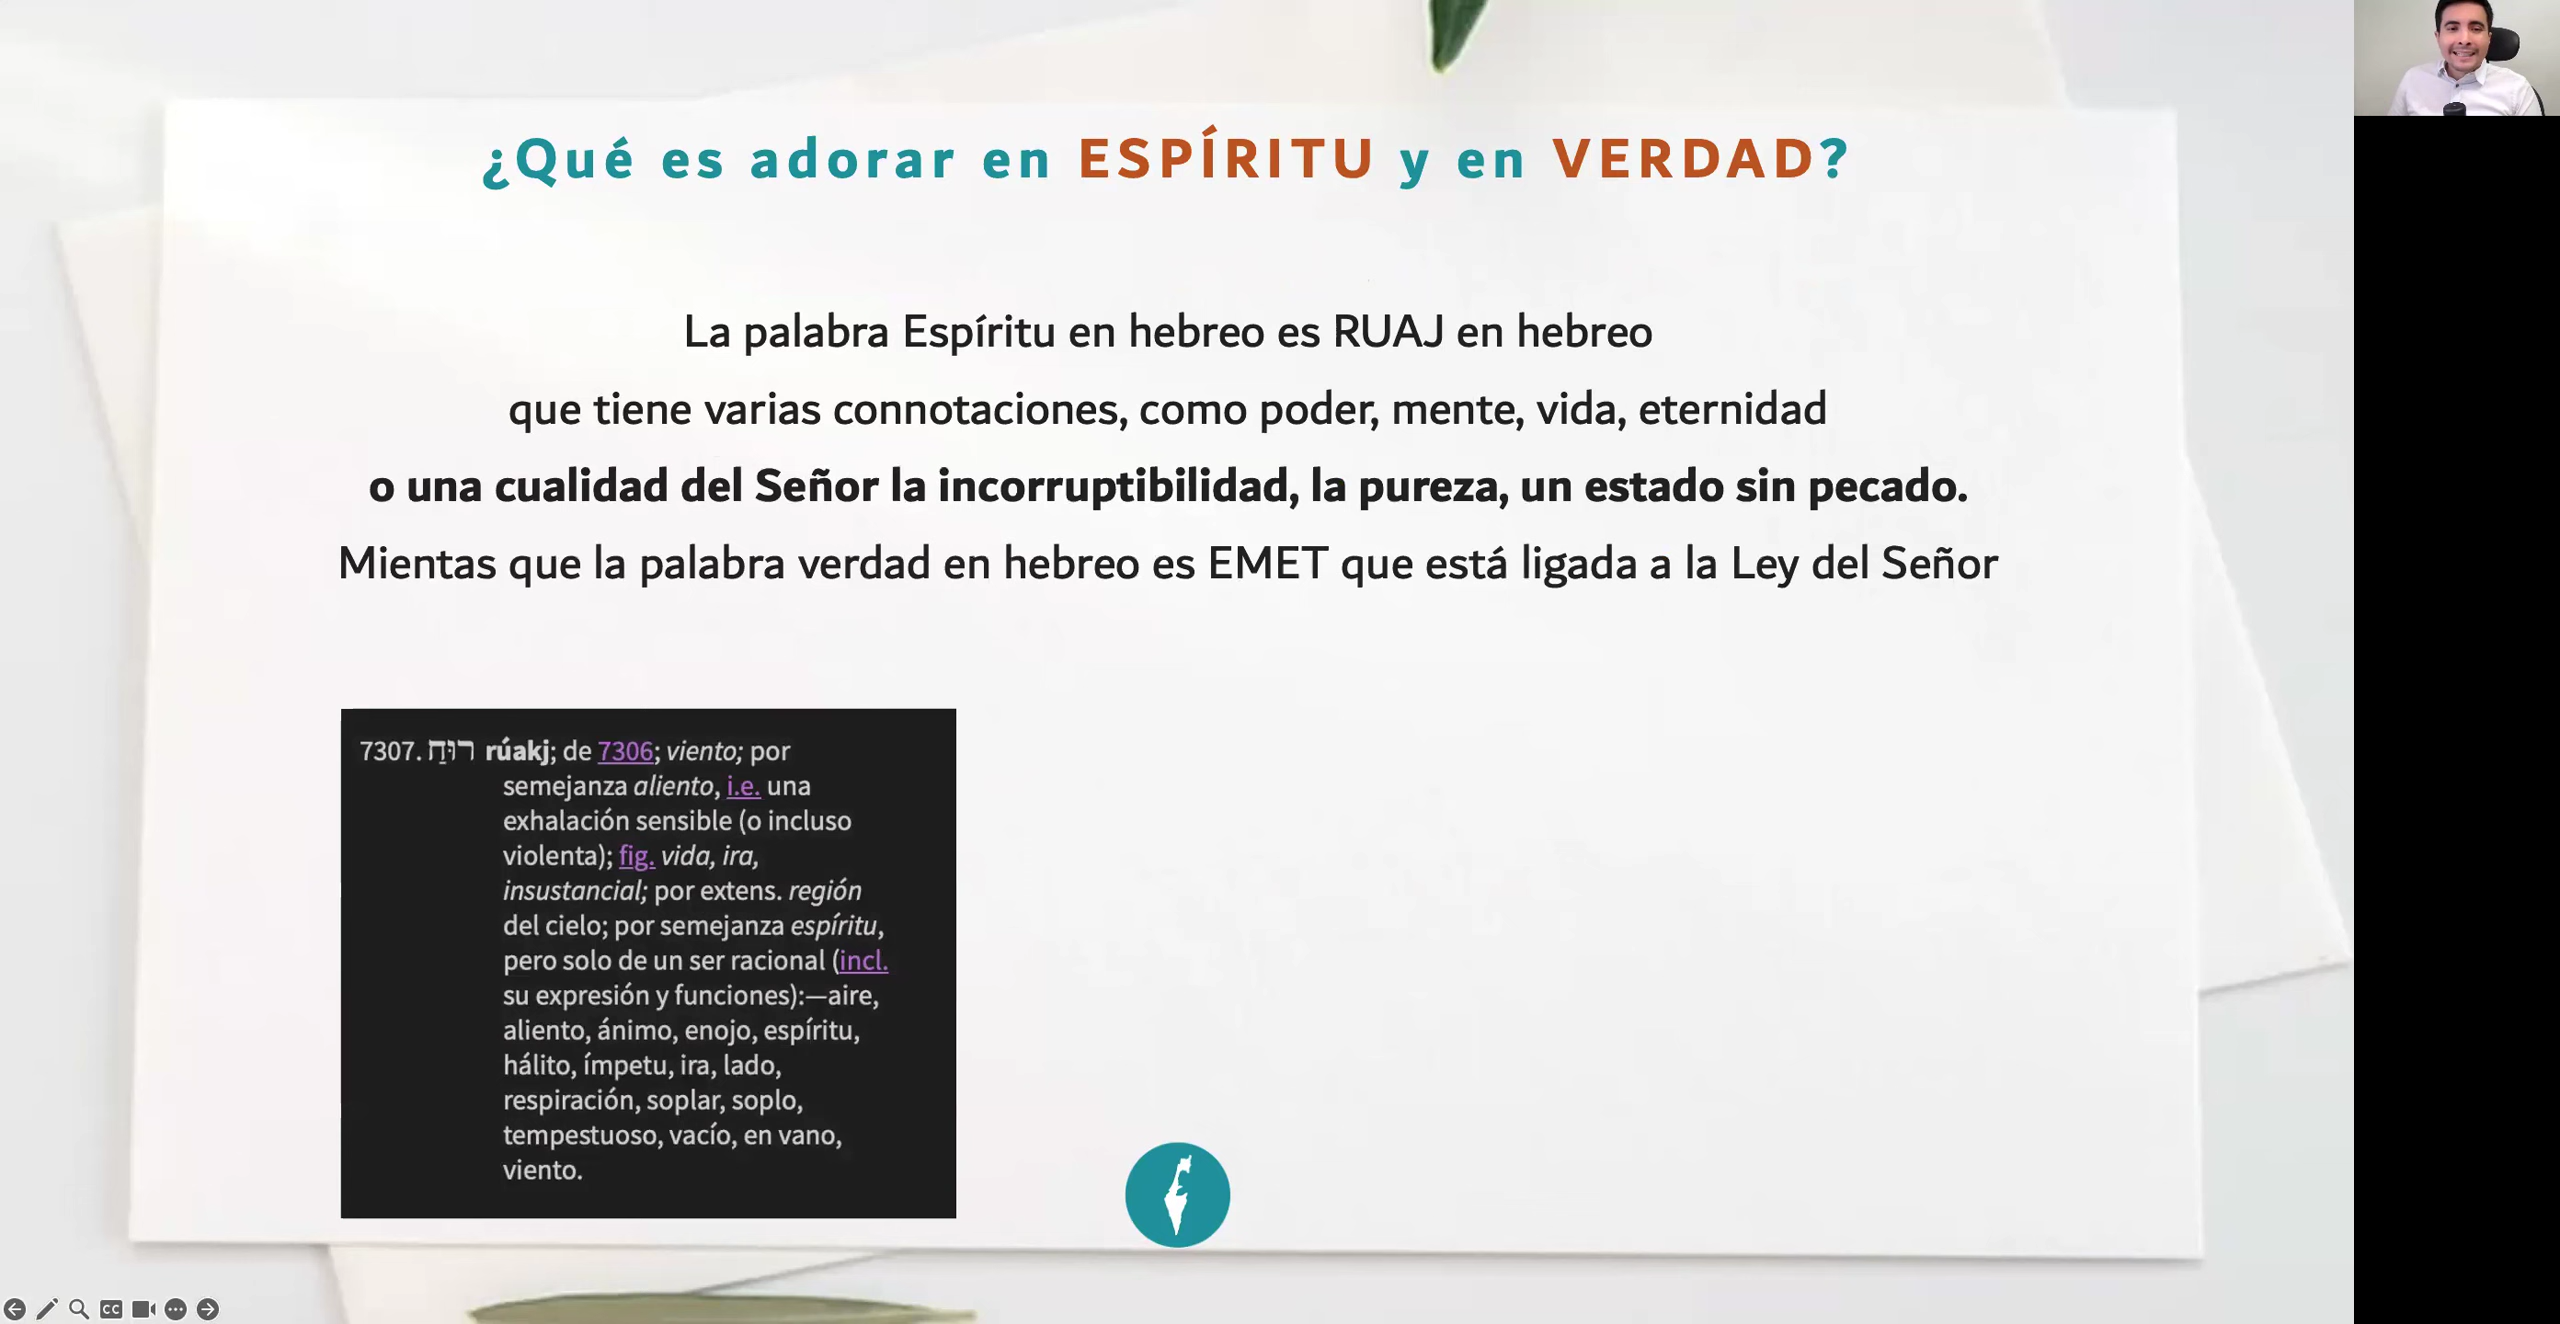 ¿Qué es adorar en ESPÍRITU y en VERDAD?
La palabra Espíritu en hebreo es RUAJ en hebreo
que tiene varias connotaciones, como poder, mente, vida, eternidad
o una cualidad del Señor la incorruptibilidad, la pureza, un estado sin pecado.
Mientas que la palabra verdad en hebreo es EMET que está ligada a la Ley del Señor
7307. רוּחַ rúakj; de 7306; viento; por
semejanza aliento, i.e. una
exhalación sensible (o incluso
violenta); fig. vida, ira,
insustancial; por extens. región
del cielo; por semejanza espíritu,
pero solo de un ser racional (incl.
su expresión y funciones):—aire,
aliento, ánimo, enojo, espíritu,
hálito, ímpetu, ira, lado,
respiración, soplar, soplo,
tempestuoso, vacío, en vano,
viento.
CC